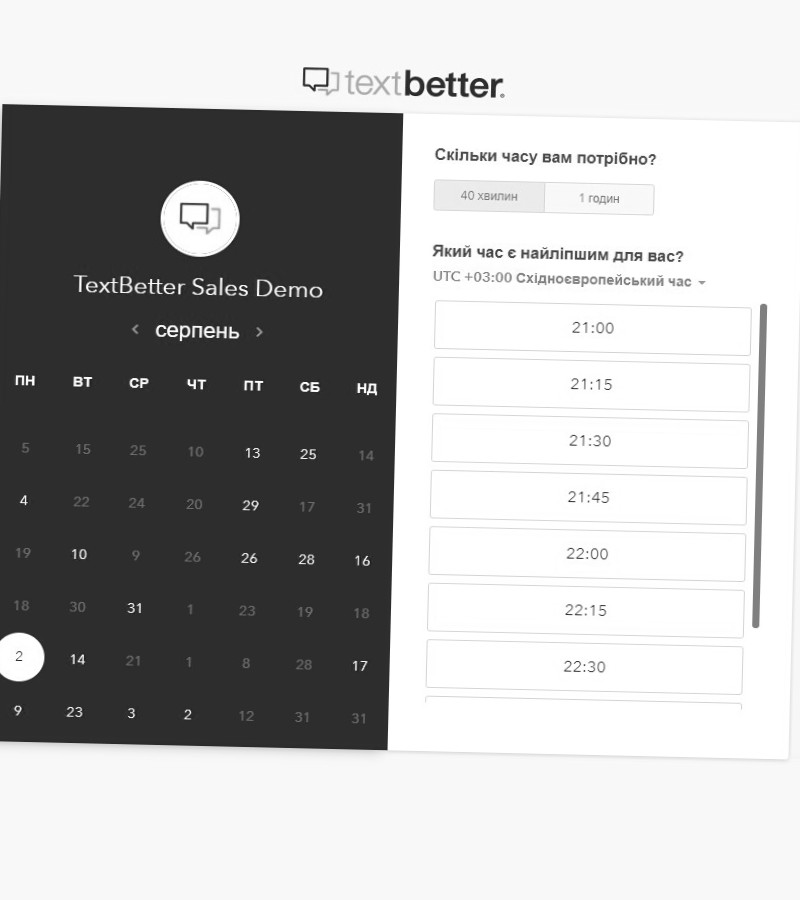 textbetter.
TextBetter Sales Demo
серпень
ПН ВТ СР ЧТ ПТ СБ НД
5 15 25 10 13 25 14
4 22 24 20 29 17 31
19 10 9 26 26 28 16
18 30 31 1 23 19 18
2 14 21 1 8 28 17
9 23 3 2 12 31 31
Скільки часу вам потрібно?
40 хвилин 1 годин
Який час є найліпшим для вас?
UTC +03:00 Східноєвропейський час
21:00
21:15
21:30
21:45
22:00
22:15
22:30